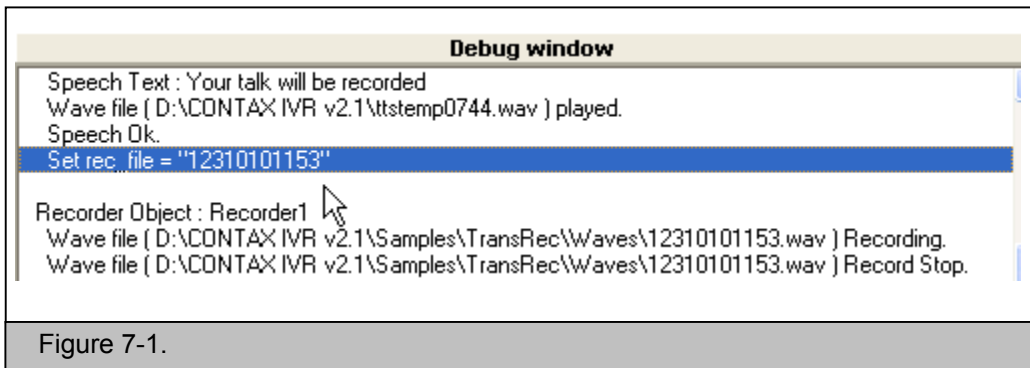 Debug window
Speech Text : Your talk will be recorded
Wave file ( D:\CONTAX IVR v2.1\ttstemp0744.wav ) played.
Speech Ok.
Set rec_file = "12310101153"
Recorder Object : Recorder1
Wave file ( D:\CONTAX IVR v2.1\Samples\TransRec\Waves\12310101153.wav ) Recording.
Wave file ( D:\CONTAX IVR v2.1\Samples\TransRec\Waves\12310101153.wav ) Record Stop.
Figure 7-1.